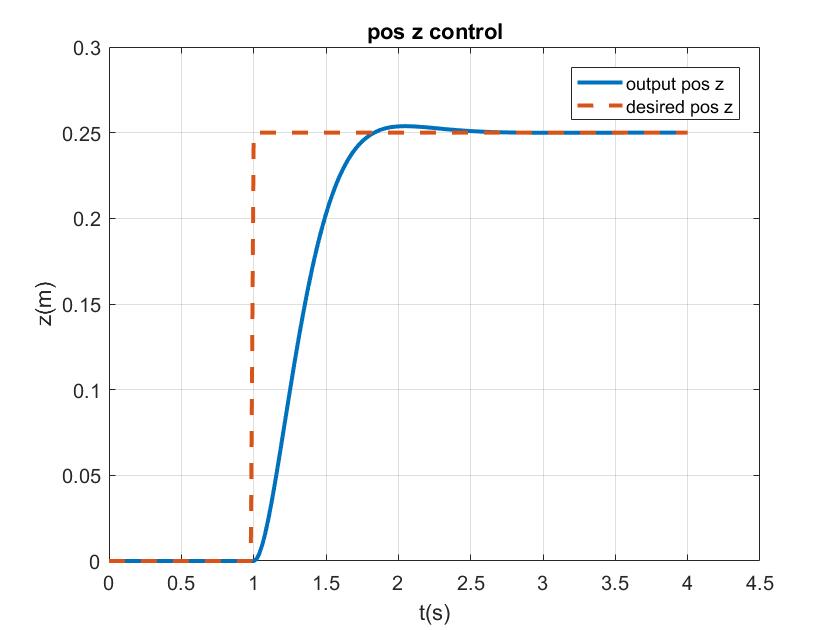 pos z control
output pos z
desired pos z
0.3
0.25
0.2
0.15
0.1
0.05
0
z(m)
0 0.5 1 1.5 2 2.5 3 3.5 4 4.5
t(s)